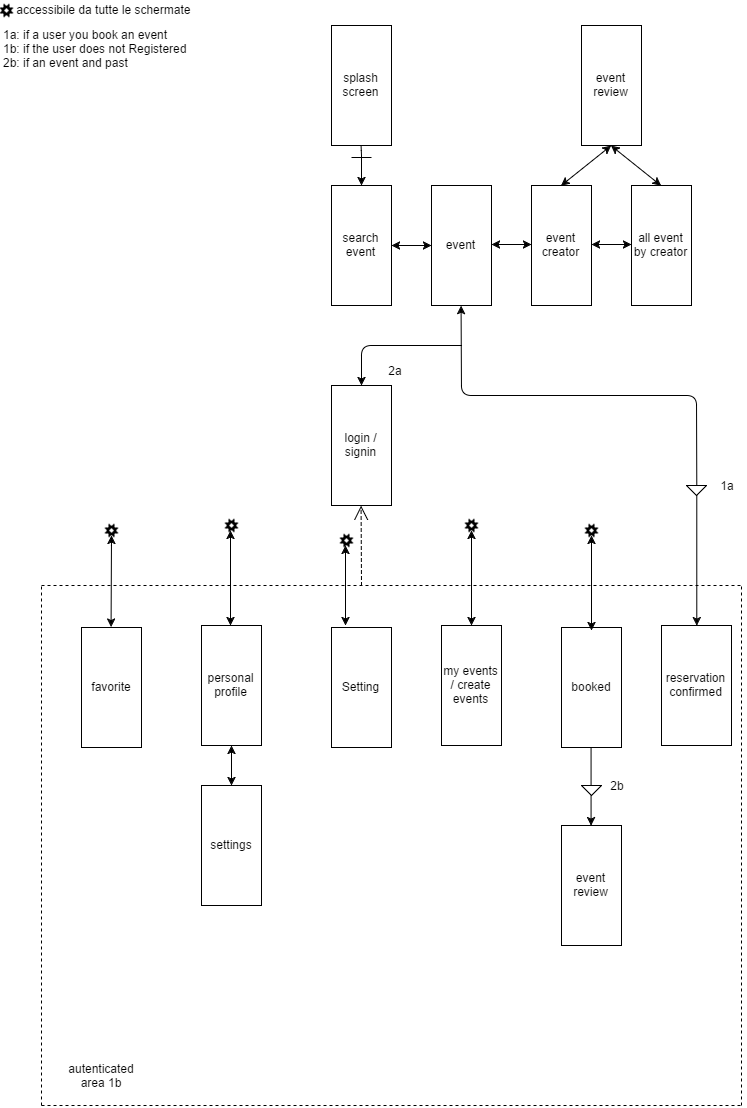 accessibile da tutte le schermate
1a: if a user you book an event
1b: if the user does not Registered
2b: if an event and past
splash
screen
event
review
search
event
event
event
creator
all event
by creator
2a
login /
signin
1a
favorite
personal
profile
Setting
my events
/ create
events
booked
reservation
confirmed
2b
settings
event
review
autenticated
area 1b